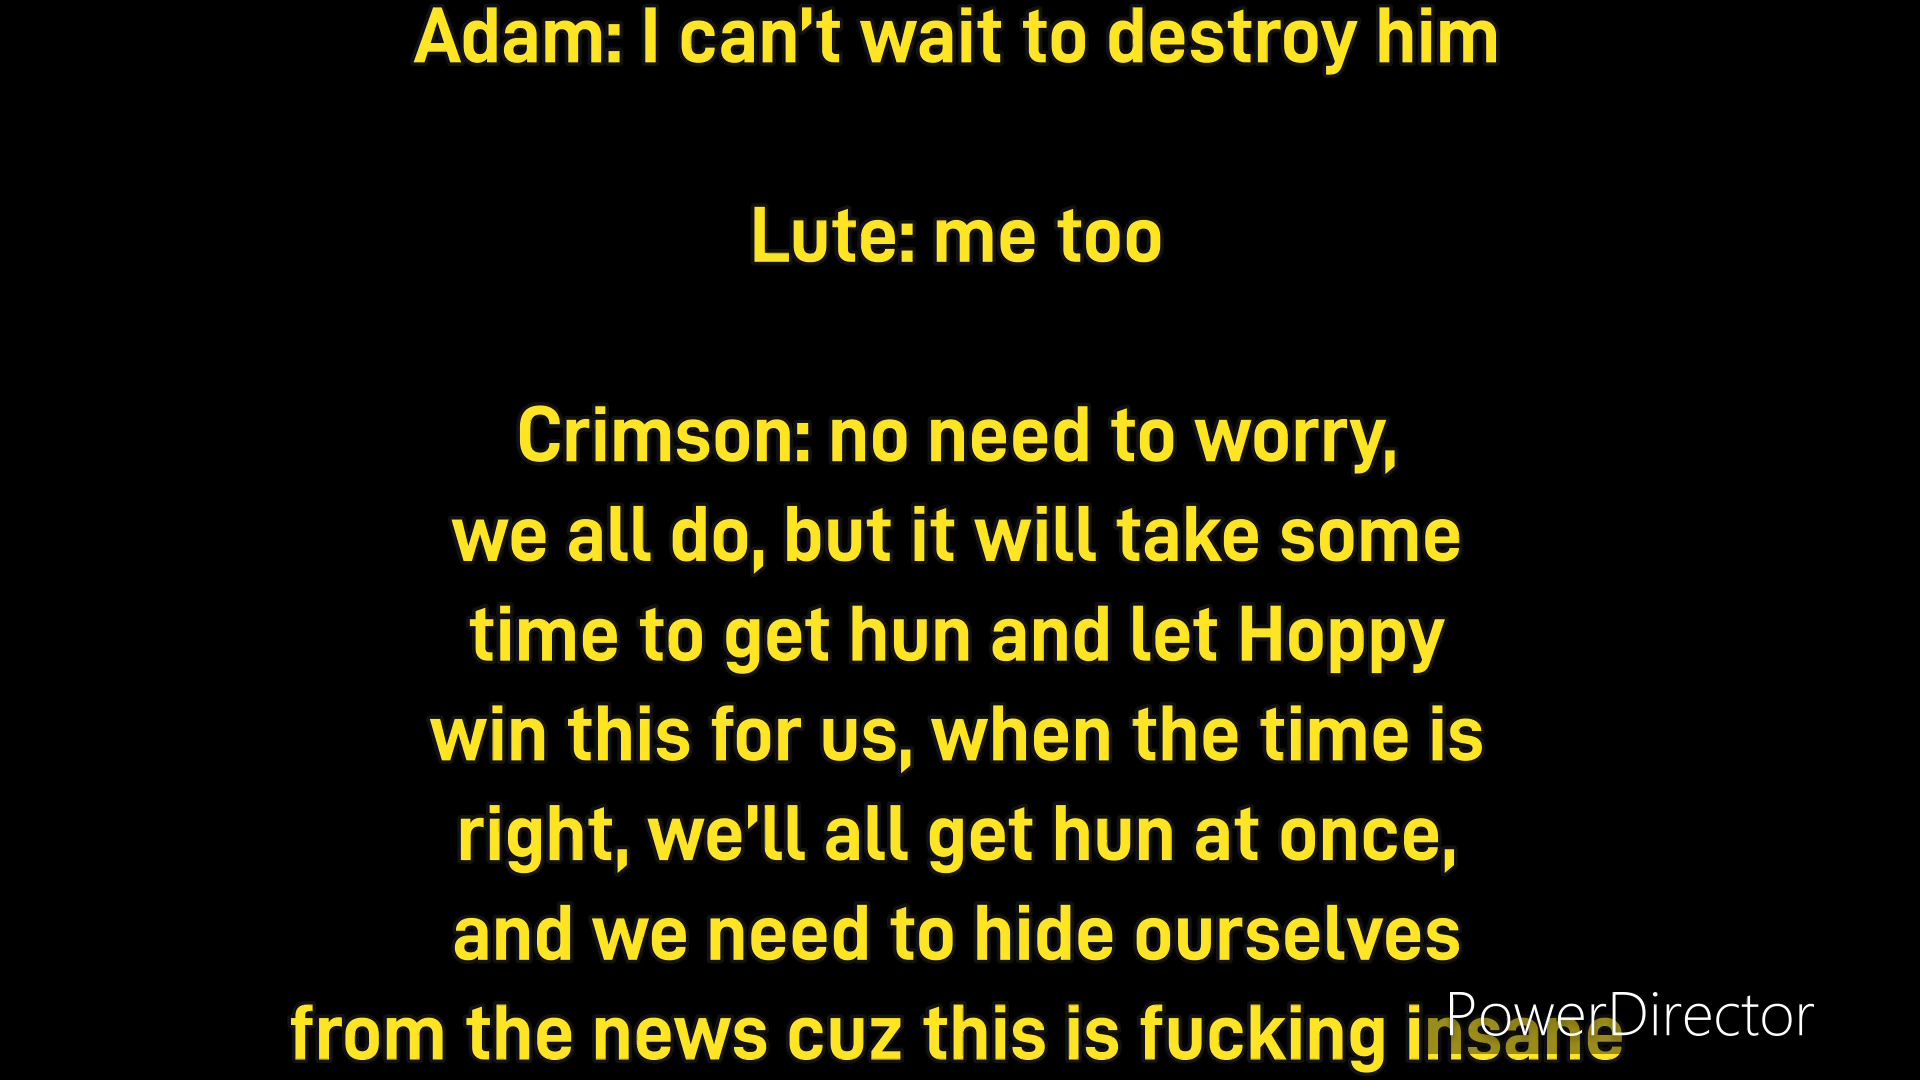 Adam: I can't wait to destroy him
Lute: me too
Crimson: no need to worry,
we all do, but it will take some
time to get hun and let Hoppy
win this for us, when the time is
right, we'll all get hun at once,
and we need to hide ourselves
from the news cuz this is fucking insane
PowerDirector